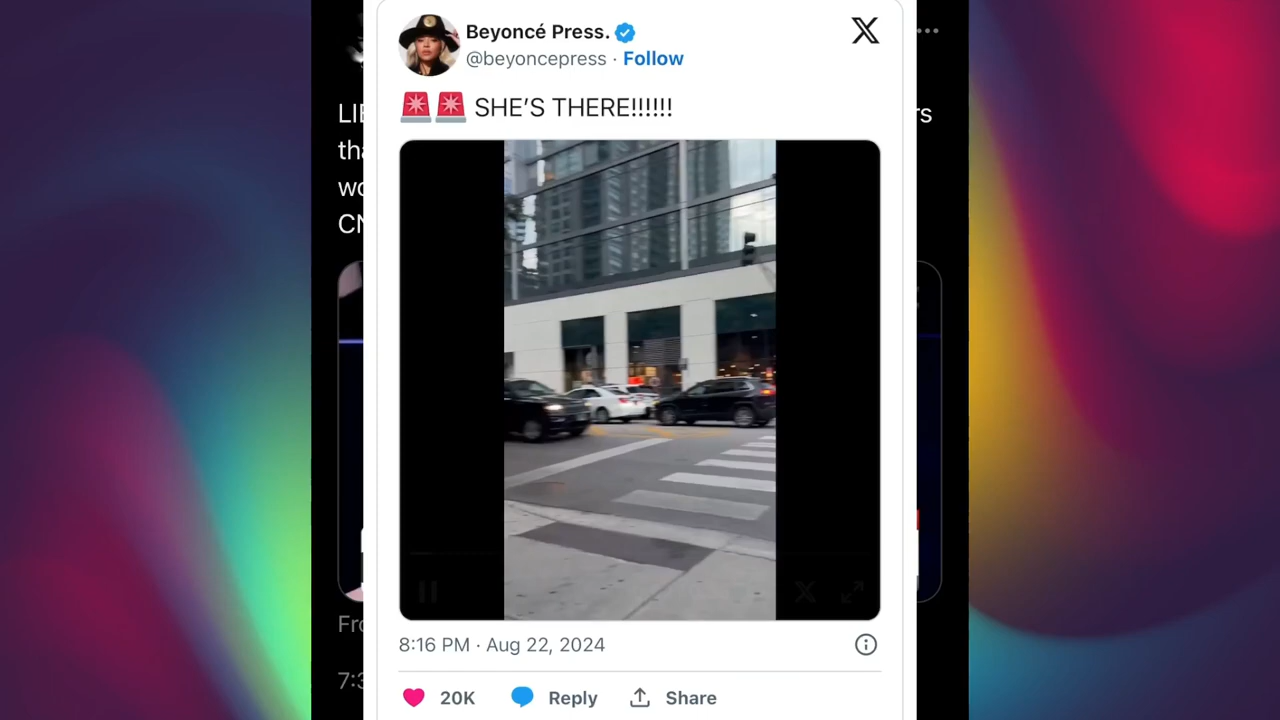 Beyoncé Press.
@beyoncepress · Follow
🚨🚨 SHE’S THERE!!!!!!
8:16 PM · Aug 22, 2024
20K Reply Share